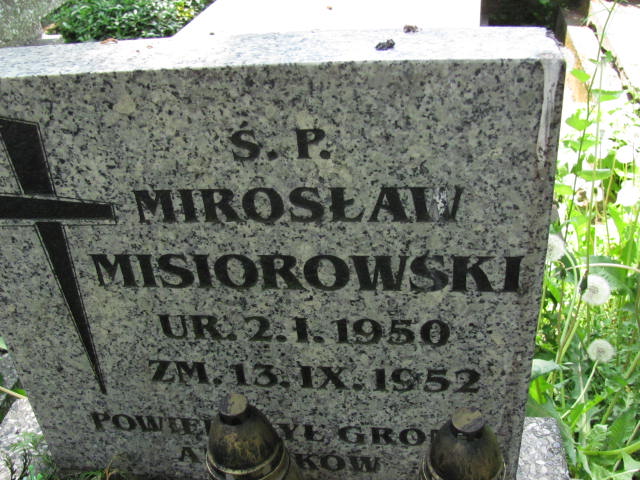 Ś. P.
MIROSŁAW
MISIOROWSKI
UR. 2. I. 1950
ZM. 13. IX. 1952